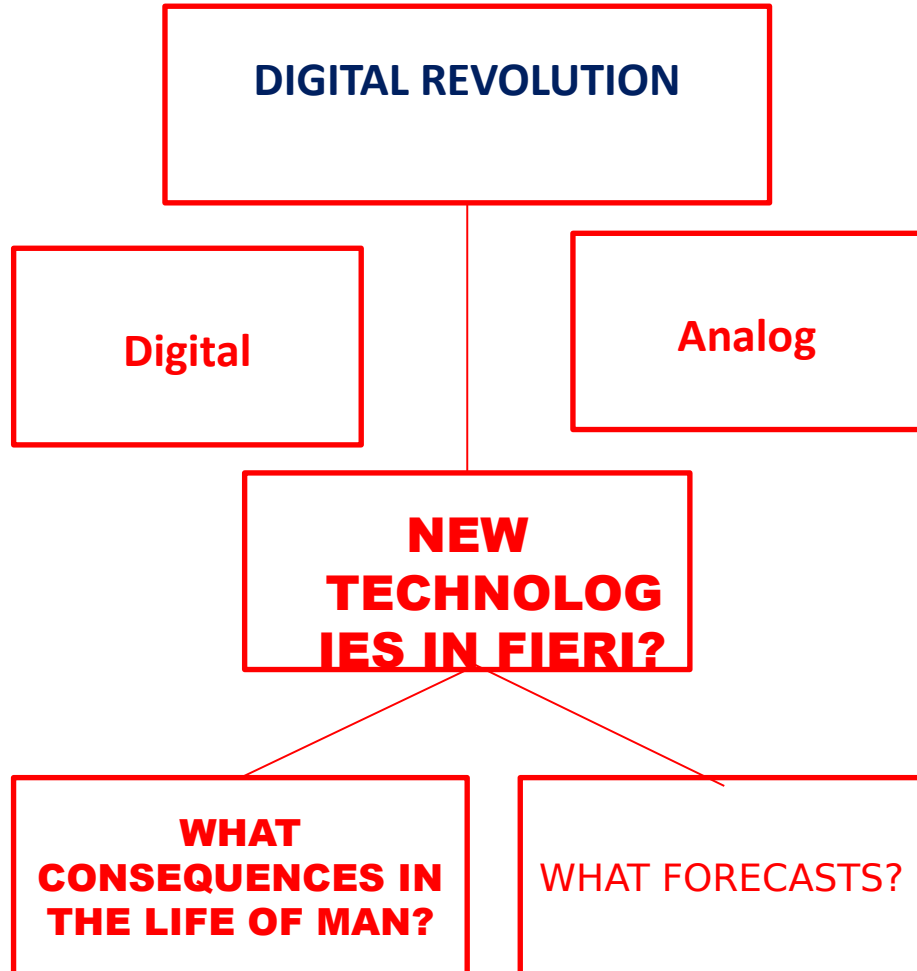 DIGITAL REVOLUTION
Digital
Analog
NEW
TECHNOLOG
IES IN FIERI?
WHAT
CONSEQUENCES IN
THE LIFE OF MAN?
WHAT FORECASTS?